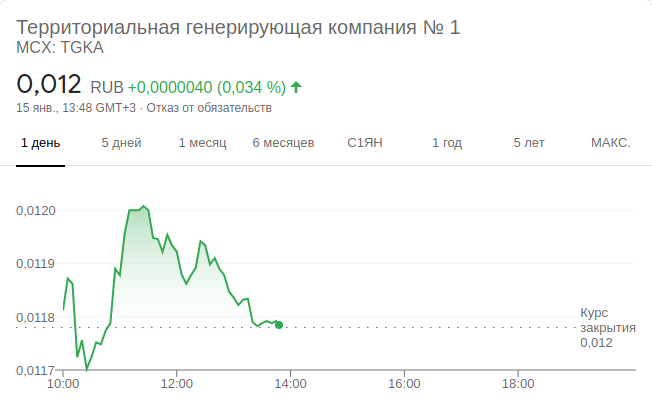 Территориальная генерирующая компания № 1
MCX: TGKA
0,012 RUB +0,0000040 (0,034 %)
15 янв., 13:48 GMT+3 · Отказ от обязательств
1 день 5 дней 1 месяц 6 месяцев С1ЯН 1 год 5 лет МАКС.
0,0120
0,0119
0,0118
0,0117
Курс
закрытия
0,012
10:00 12:00 14:00 16:00 18:00